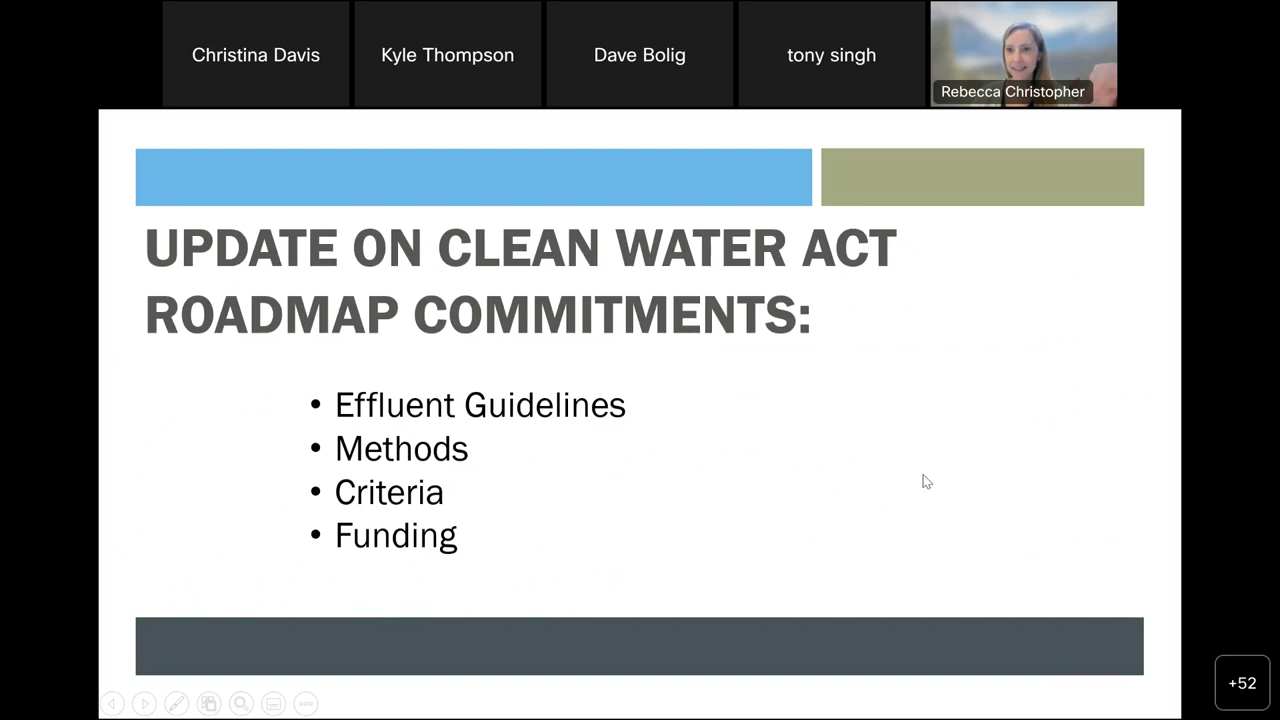 Christina Davis
Kyle Thompson
Dave Bolig
tony singh
Rebecca Christopher
UPDATE ON CLEAN WATER ACT
ROADMAP COMMITMENTS:
• Effluent Guidelines
• Methods
• Criteria
• Funding
+52